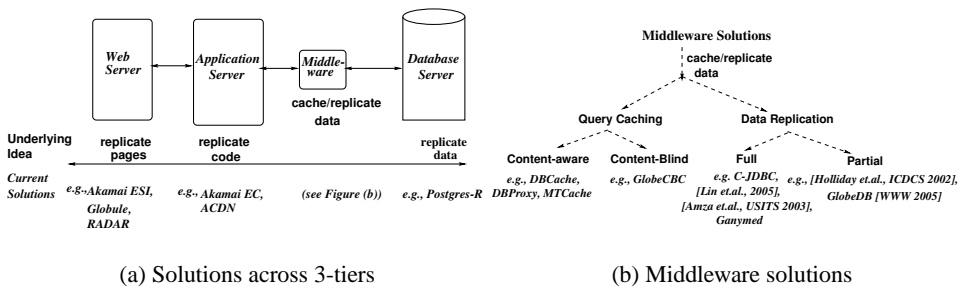 Web
Server
Application
Server
Middle-
ware
Database
Server
cache/replicate
data
Underlying
Idea
replicate
pages
replicate
code
replicate
data
Current
Solutions
e.g.,Akamai ESI,
Globule,
RADAR
e.g., Akamai EC,
ACDN
(see Figure (b))
e.g., Postgres-R
(a) Solutions across 3-tiers
Middleware Solutions
cache/replicate
data
Query Caching
Data Replication
Content-aware
Content-Blind
Full
Partial
e.g., DBCache,
DBProxy, MTCache
e.g., GlobeCBC
e.g. C-JDBC,
[Lin et.al., 2005],
[Amza et.al., USITS 2003],
Ganymed
e.g., [Holliday et.al., ICDCS 2002],
GlobeDB [WWW 2005]
(b) Middleware solutions